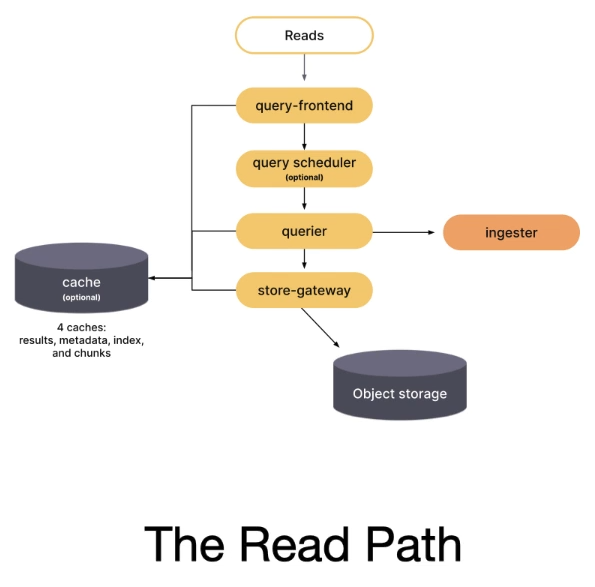 Reads
query-frontend
query scheduler
(optional)
querier
ingester
cache
(optional)
store-gateway
4 caches:
results, metadata, index,
and chunks
Object storage
The Read Path